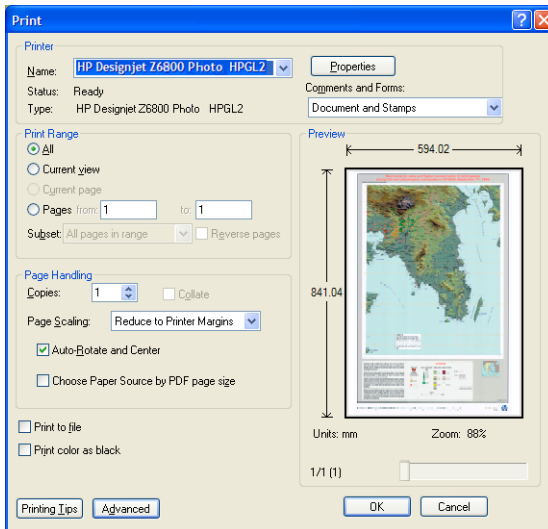 Print
Printer
Name: HP Designjet Z6800 Photo HPGL2
Properties
Status: Ready
Comments and Forms:
Type: HP Designjet Z6800 Photo HPGL2
Document and Stamps
Print Range
Preview
All
594.02
Current view
Current page
Pages from: 1 to: 1
Subset: All pages in range
Reverse pages
841.04
Page Handling
Copies: 1
Collate
Page Scaling: Reduce to Printer Margins
Auto-Rotate and Center
Choose Paper Source by PDF page size
Print to file
Units: mm Zoom: 88%
Print color as black
1/1 (1)
Printing Tips
Advanced
OK
Cancel